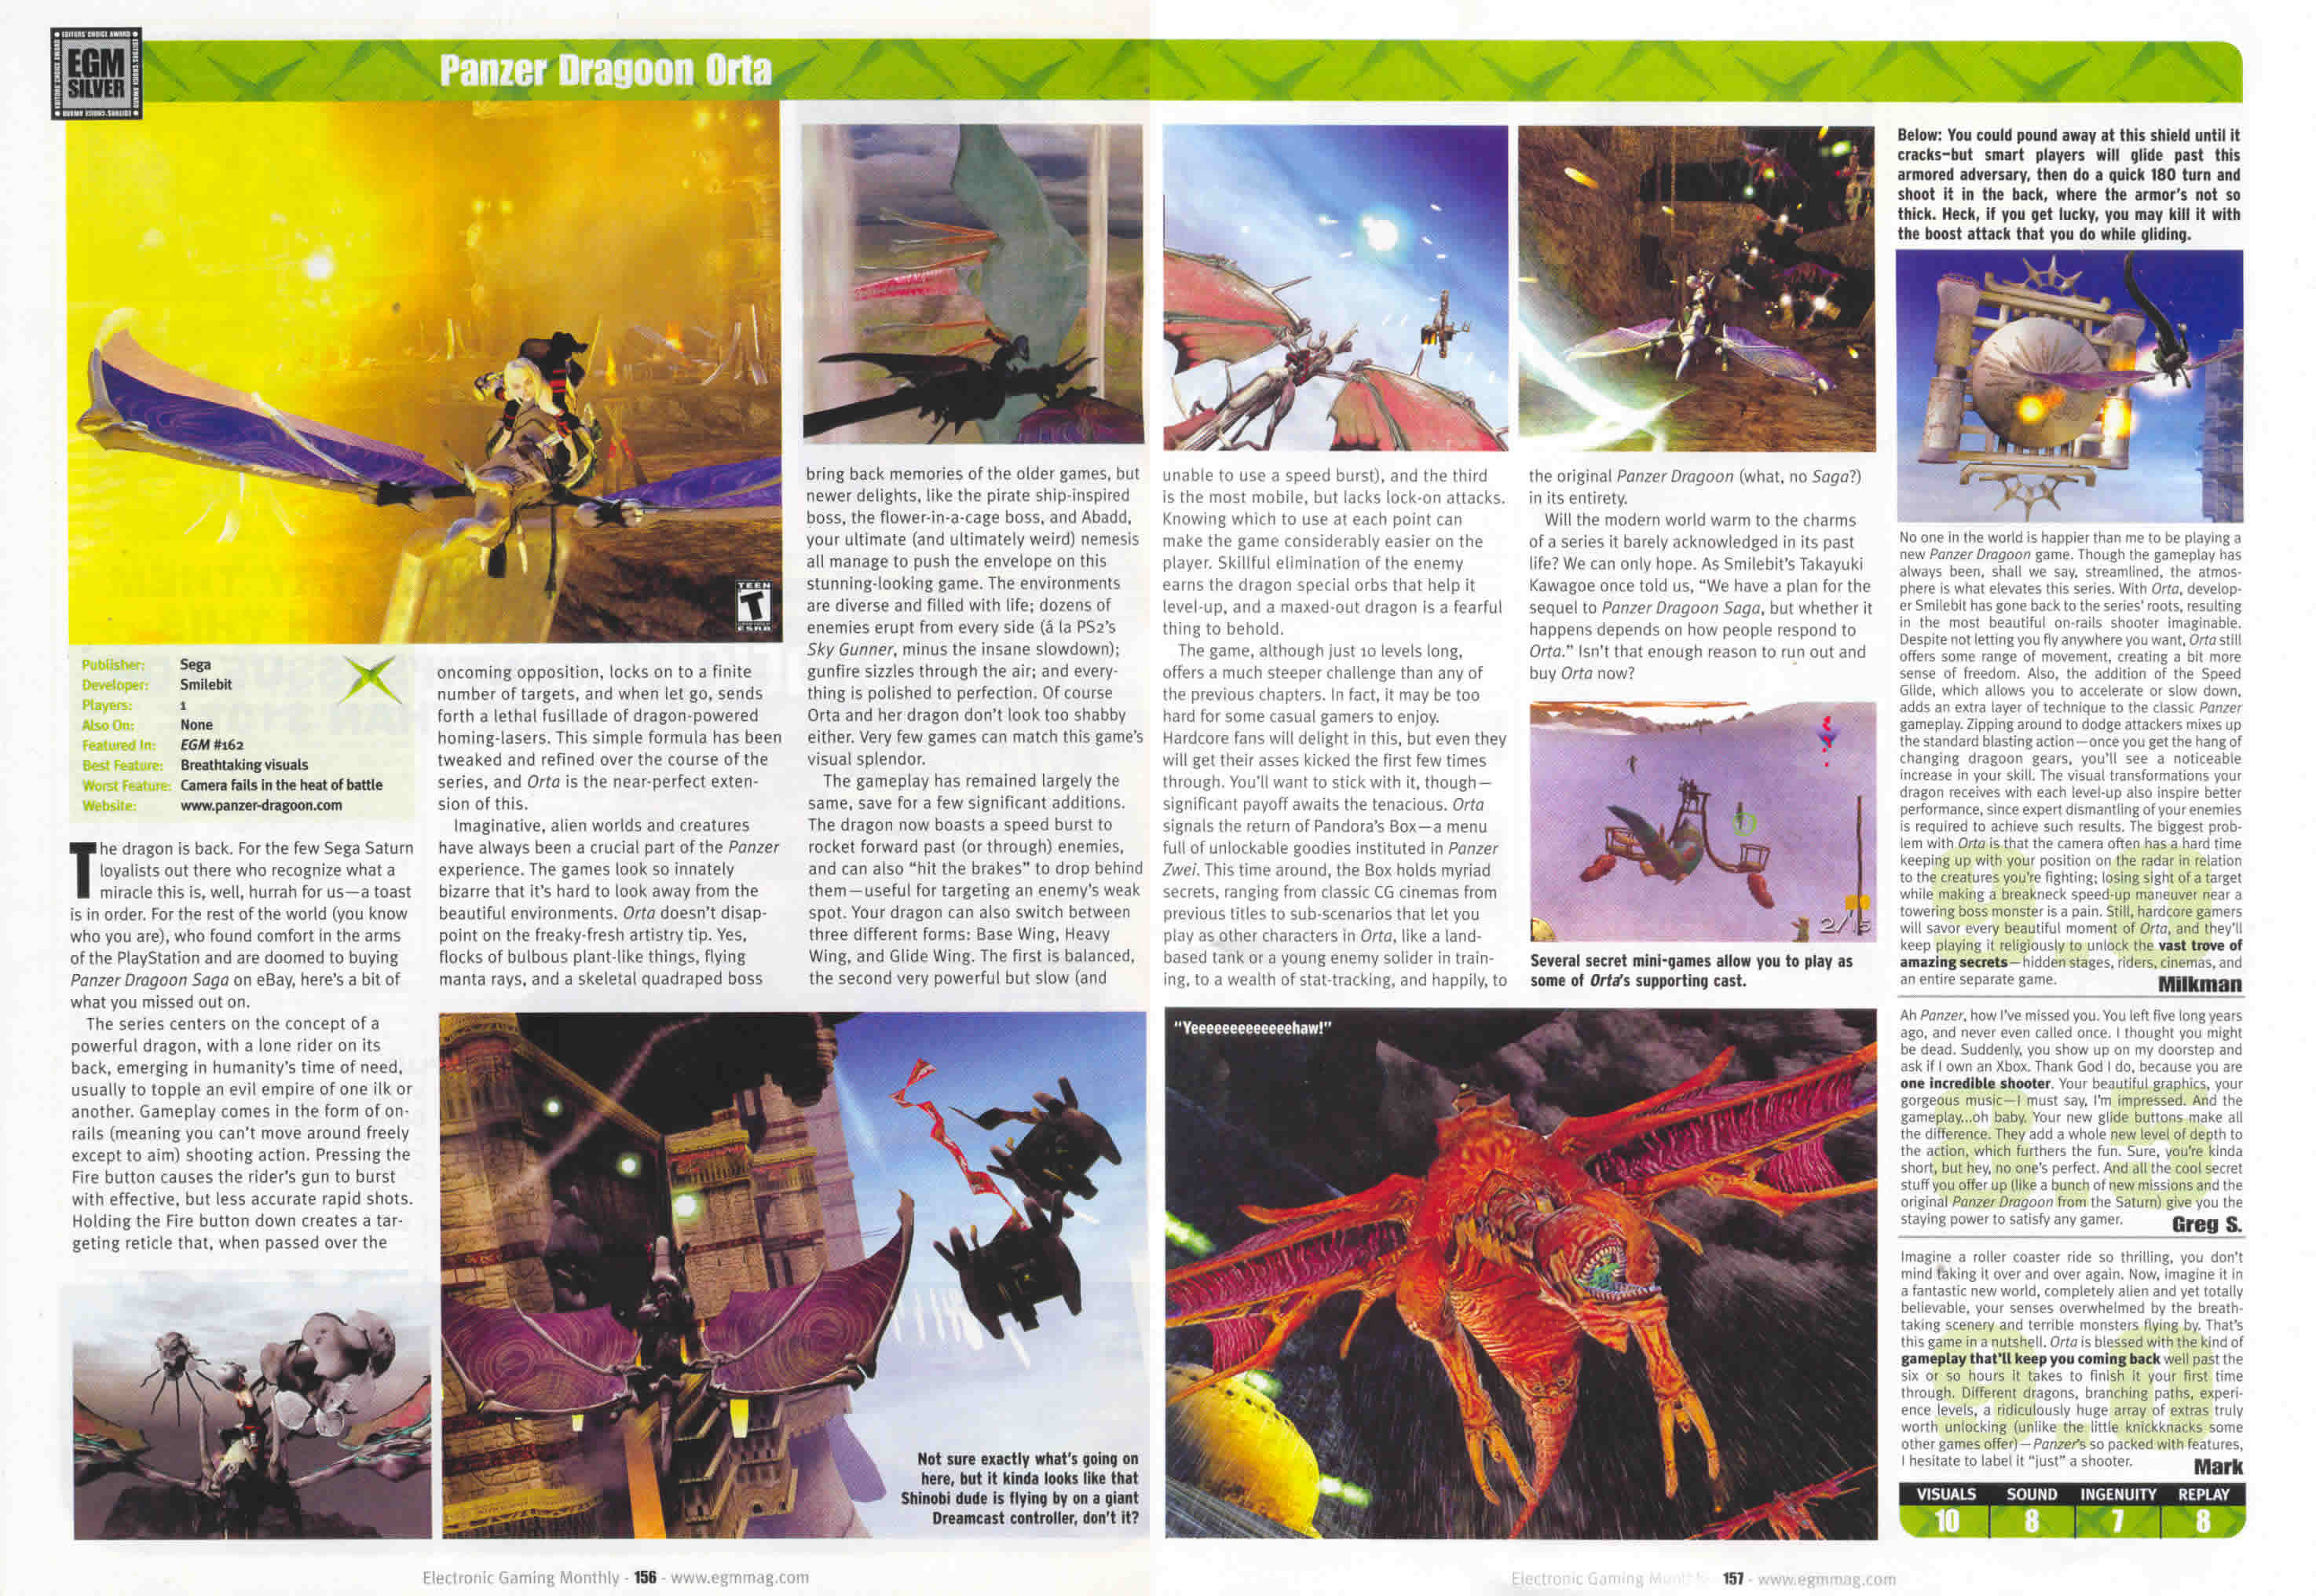 • EDITORS' CHOICE AWARD •
EGM
SILVER
Panzer Dragoon Orta
TEEN
T
ESRB
Publisher: Sega
Developer: Smilebit
Players: 1
Also On: None
Featured In: EGM #162
Best Feature: Breathtaking visuals
Worst Feature: Camera fails in the heat of battle
Website: www.panzer-dragoon.com
The dragon is back. For the few Sega Saturn
loyalists out there who recognize what a
miracle this is, well, hurrah for us—a toast
is in order. For the rest of the world (you know
who you are), who found comfort in the arms
of the PlayStation and are doomed to buying
Panzer Dragoon Saga on eBay, here's a bit of
what you missed out on.
The series centers on the concept of a
powerful dragon, with a lone rider on its
back, emerging in humanity's time of need,
usually to topple an evil empire of one ilk or
another. Gameplay comes in the form of on-
rails (meaning you can't move around freely
except to aim) shooting action. Pressing the
Fire button causes the rider's gun to burst
with effective, but less accurate rapid shots.
Holding the Fire button down creates a tar-
geting reticle that, when passed over the
oncoming opposition, locks on to a finite
number of targets, and when let go, sends
forth a lethal fusillade of dragon-powered
homing-lasers. This simple formula has been
tweaked and refined over the course of the
series, and Orta is the near-perfect exten-
sion of this.
Imaginative, alien worlds and creatures
have always been a crucial part of the Panzer
experience. The games look so innately
bizarre that it's hard to look away from the
beautiful environments. Orta doesn't disap-
point on the freaky-fresh artistry tip. Yes,
flocks of bulbous plant-like things, flying
manta rays, and a skeletal quadraped boss
bring back memories of the older games, but
newer delights, like the pirate ship-inspired
boss, the flower-in-a-cage boss, and Abadd,
your ultimate (and ultimately weird) nemesis
all manage to push the envelope on this
stunning-looking game. The environments
are diverse and filled with life; dozens of
enemies erupt from every side (á la PS2's
Sky Gunner, minus the insane slowdown);
gunfire sizzles through the air; and every-
thing is polished to perfection. Of course
Orta and her dragon don't look too shabby
either. Very few games can match this game's
visual splendor.
The gameplay has remained largely the
same, save for a few significant additions.
The dragon now boasts a speed burst to
rocket forward past (or through) enemies,
and can also "hit the brakes" to drop behind
them—useful for targeting an enemy's weak
spot. Your dragon can also switch between
three different forms: Base Wing, Heavy
Wing, and Glide Wing. The first is balanced,
the second very powerful but slow (and
Not sure exactly what's going on
here, but it kinda looks like that
Shinobi dude is flying by on a giant
Dreamcast controller, don't it?
Electronic Gaming Monthly - 156 - www.egmmag.com
unable to use a speed burst), and the third
is the most mobile, but lacks lock-on attacks.
Knowing which to use at each point can
make the game considerably easier on the
player. Skillful elimination of the enemy
earns the dragon special orbs that help it
level-up, and a maxed-out dragon is a fearful
thing to behold.
The game, although just 10 levels long,
offers a much steeper challenge than any of
the previous chapters. In fact, it may be too
hard for some casual gamers to enjoy.
Hardcore fans will delight in this, but even they
will get their asses kicked the first few times
through. You'll want to stick with it, though—
significant payoff awaits the tenacious. Orta
signals the return of Pandora's Box—a menu
full of unlockable goodies instituted in Panzer
Zwei. This time around, the Box holds myriad
secrets, ranging from classic CG cinemas from
previous titles to sub-scenarios that let you
play as other characters in Orta, like a land-
based tank or a young enemy solider in train-
ing, to a wealth of stat-tracking, and happily, to
the original Panzer Dragoon (what, no Saga?)
in its entirety.
Will the modern world warm to the charms
of a series it barely acknowledged in its past
life? We can only hope. As Smilebit's Takayuki
Kawagoe once told us, "We have a plan for the
sequel to Panzer Dragoon Saga, but whether it
happens depends on how people respond to
Orta." Isn't that enough reason to run out and
buy Orta now?
2/15
Several secret mini-games allow you to play as
some of Orta's supporting cast.
"Yeeeeeeeeeeeeehaw!"
Below: You could pound away at this shield until it
cracks—but smart players will glide past this
armored adversary, then do a quick 180 turn and
shoot it in the back, where the armor's not so
thick. Heck, if you get lucky, you may kill it with
the boost attack that you do while gliding.
No one in the world is happier than me to be playing a
new Panzer Dragoon game. Though the gameplay has
always been, shall we say, streamlined, the atmos-
phere is what elevates this series. With Orta, develop-
er Smilebit has gone back to the series' roots, resulting
in the most beautiful on-rails shooter imaginable.
Despite not letting you fly anywhere you want, Orta still
offers some range of movement, creating a bit more
sense of freedom. Also, the addition of the Speed
Glide, which allows you to accelerate or slow down,
adds an extra layer of technique to the classic Panzer
gameplay. Zipping around to dodge attackers mixes up
the standard blasting action—once you get the hang of
changing dragon gears, you'll see a noticeable
increase in your skill. The visual transformations your
dragon receives with each level-up also inspire better
performance, since expert dismantling of your enemies
is required to achieve such results. The biggest prob-
lem with Orta is that the camera often has a hard time
keeping up with your position on the radar in relation
to the creatures you're fighting; losing sight of a target
while making a breakneck speed-up maneuver near a
towering boss monster is a pain. Still, hardcore gamers
will savor every beautiful moment of Orta, and they'll
keep playing it religiously to unlock the vast trove of
amazing secrets—hidden stages, riders, cinemas, and
an entire separate game.
Milkman
Ah Panzer, how I've missed you. You left five long years
ago, and never even called once. I thought you might
be dead. Suddenly, you show up on my doorstep and
ask if I own an Xbox. Thank God I do, because you are
one incredible shooter. Your beautiful graphics, your
gorgeous music—I must say, I'm impressed. And the
gameplay...oh baby. Your new glide buttons make all
the difference. They add a whole new level of depth to
the action, which furthers the fun. Sure, you're kinda
short, but hey, no one's perfect. And all the cool secret
stuff you offer up (like a bunch of new missions and the
original Panzer Dragoon from the Saturn) give you the
staying power to satisfy any gamer.
Greg S.
Imagine a roller coaster ride so thrilling, you don't
mind taking it over and over again. Now, imagine it in
a fantastic new world, completely alien and yet totally
believable, your senses overwhelmed by the breath-
taking scenery and terrible monsters flying by. That's
this game in a nutshell. Orta is blessed with the kind of
gameplay that'll keep you coming back well past the
six or so hours it takes to finish it your first time
through. Different dragons, branching paths, experi-
ence levels, a ridiculously huge array of extras truly
worth unlocking (unlike the little knickknacks some
other games offer)—Panzer's so packed with features,
I hesitate to label it "just" a shooter.
Mark
VISUALS SOUND INGENUITY REPLAY
10 8 7 8
Electronic Gaming 157 - www.egmmag.com